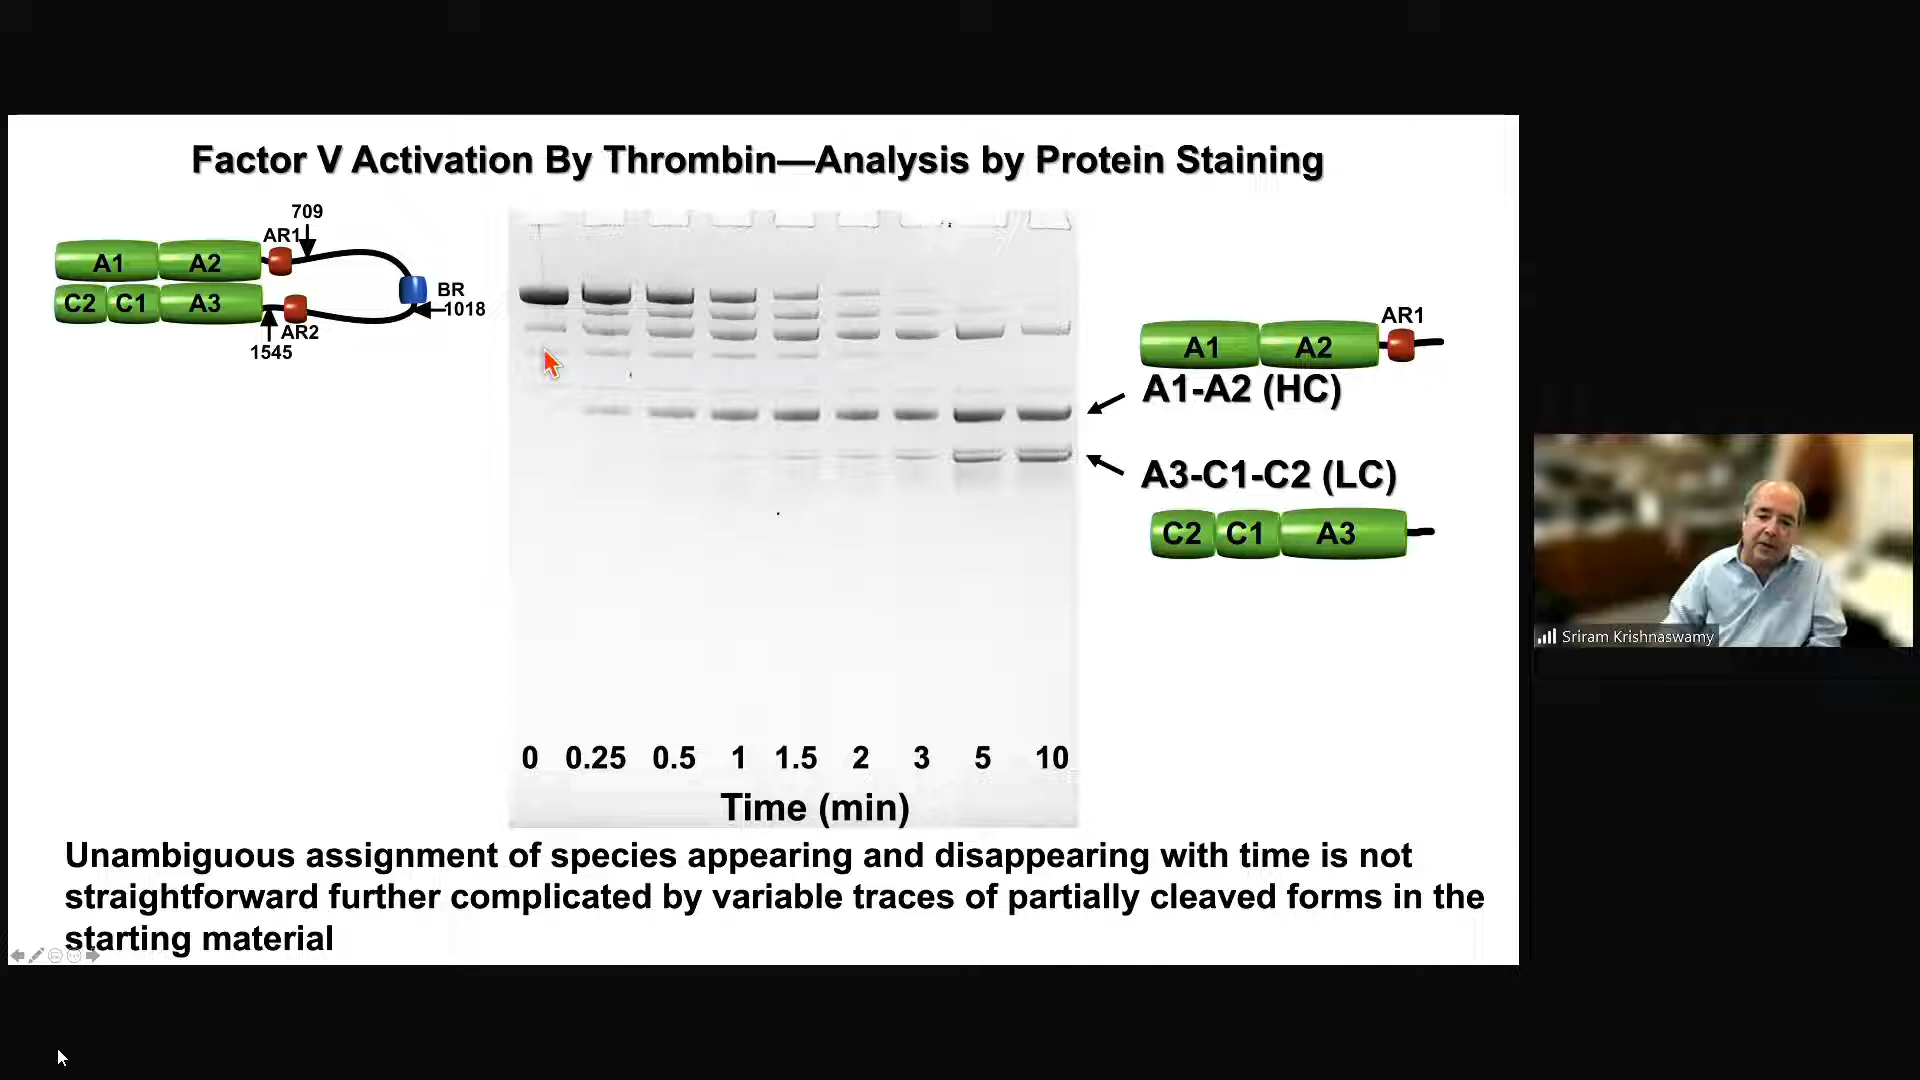 Factor V Activation By Thrombin—Analysis by Protein Staining
709
AR1
A1 A2
BR
C2 C1 A3
1018
AR2
1545
AR1
A1 A2
A1-A2 (HC)
A3-C1-C2 (LC)
C2 C1 A3
0 0.25 0.5 1 1.5 2 3 5 10
Time (min)
Unambiguous assignment of species appearing and disappearing with time is not
straightforward further complicated by variable traces of partially cleaved forms in the
starting material
Sriram Krishnaswamy